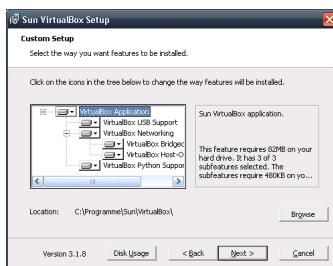 Sun VirtualBox Setup
Custom Setup
Select the way you want features to be installed.
Click on the icons in the tree below to change the way features will be installed.
VirtualBox Application
VirtualBox USB Support
VirtualBox Networking
VirtualBox Bridgec
VirtualBox Host-O
VirtualBox Python Suppor
Sun VirtualBox application.
This feature requires 82MB on your
hard drive. It has 3 of 3
subfeatures selected. The
subfeatures require 480KB on yo...
Location: C:\Programme\Sun\VirtualBox\
Browse
Version 3.1.8 Disk Usage < Back Next > Cancel